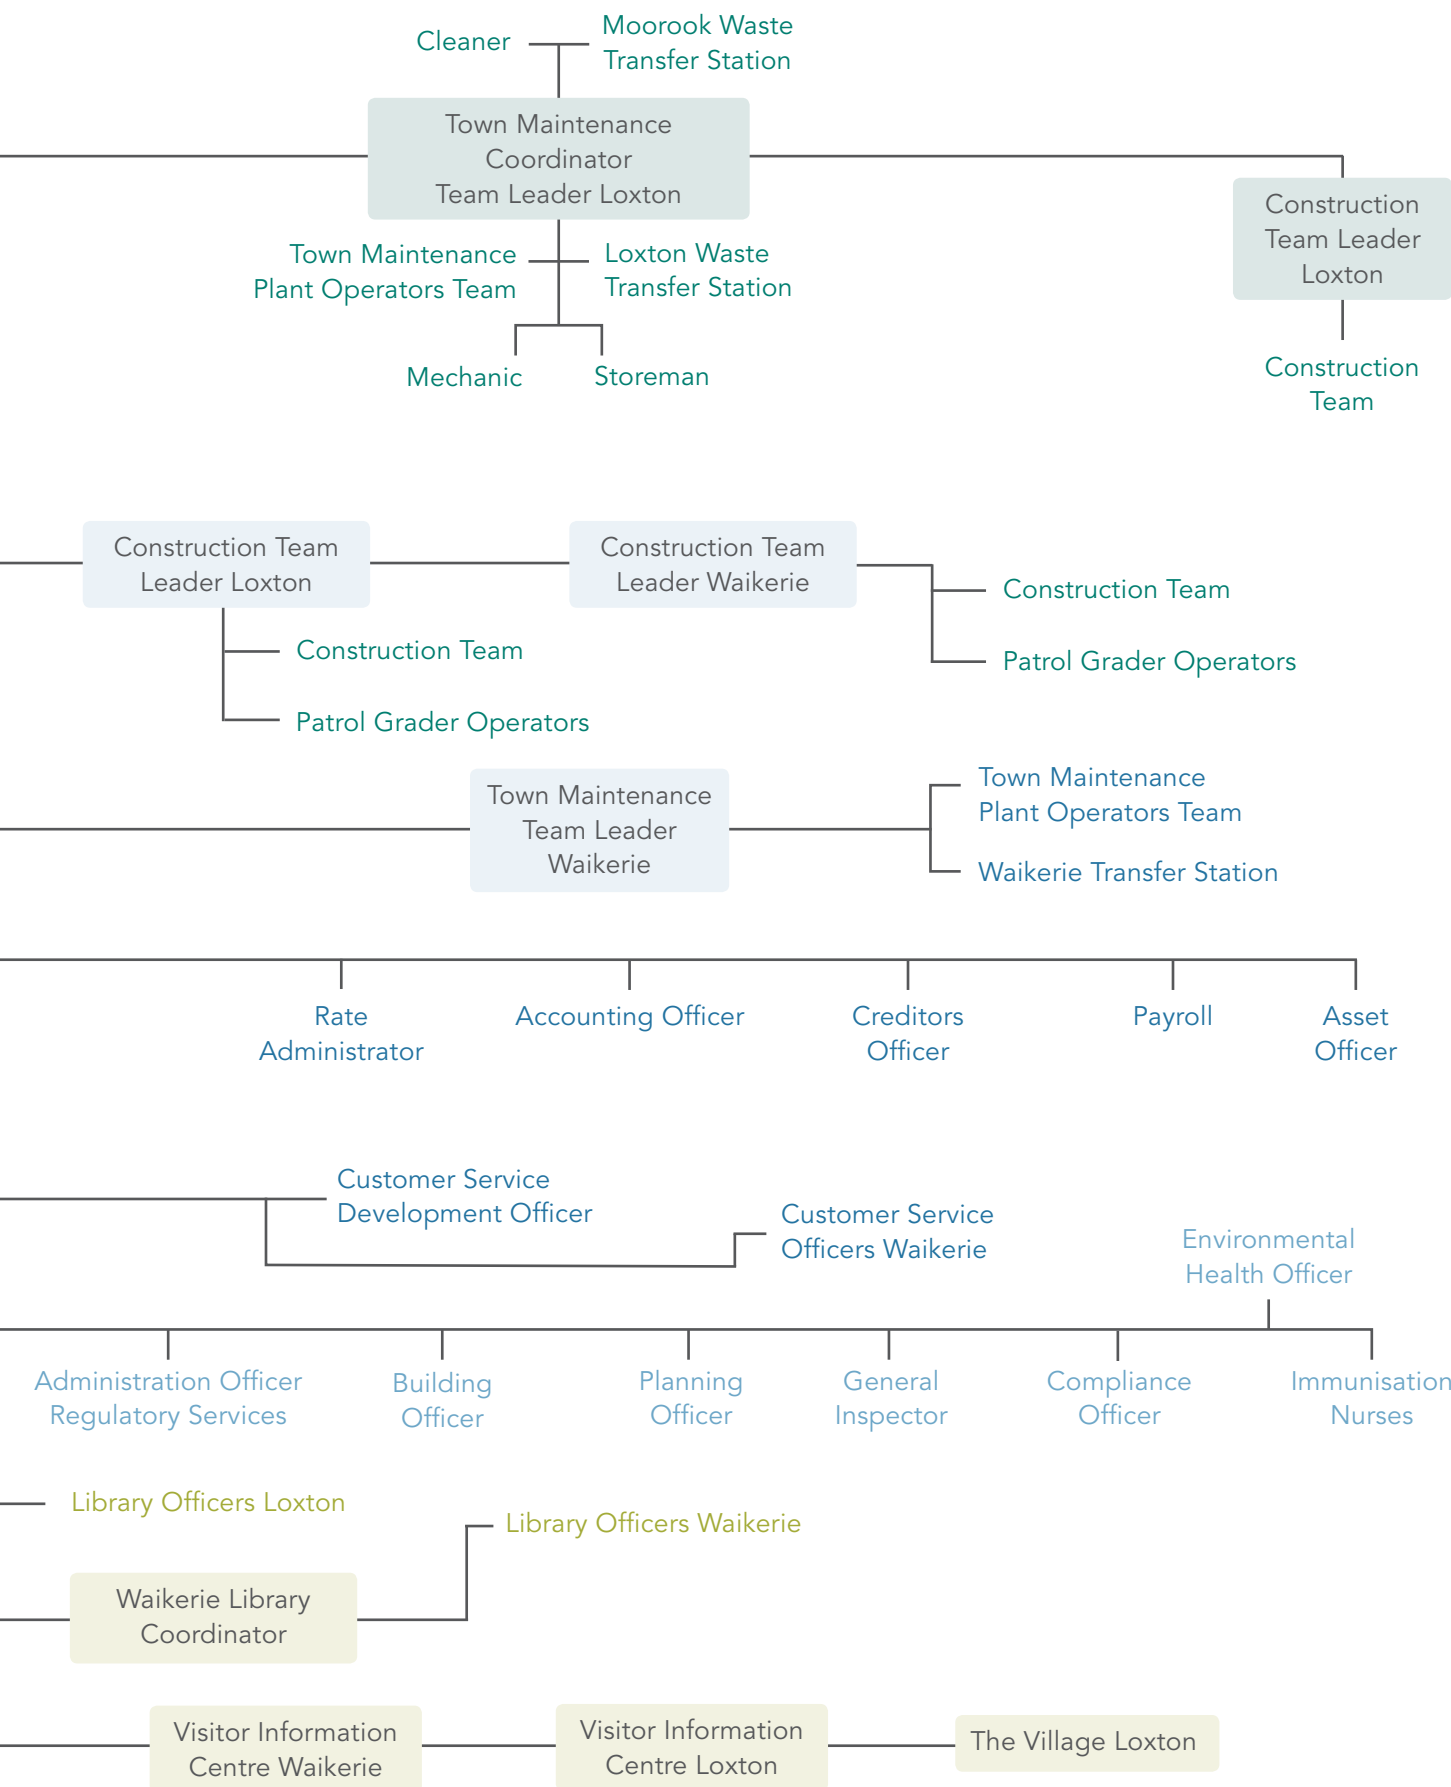 Cleaner
Moorook Waste
Transfer Station
Town Maintenance
Coordinator
Team Leader Loxton
Construction
Team Leader
Loxton
Town Maintenance
Plant Operators Team
Loxton Waste
Transfer Station
Mechanic
Storeman
Construction
Team
Construction Team
Leader Loxton
Construction Team
Leader Waikerie
Construction Team
Patrol Grader Operators
Construction Team
Patrol Grader Operators
Town Maintenance
Team Leader
Waikerie
Town Maintenance
Plant Operators Team
Waikerie Transfer Station
Rate
Administrator
Accounting Officer
Creditors
Officer
Payroll
Asset
Officer
Customer Service
Development Officer
Customer Service
Officers Waikerie
Environmental
Health Officer
Administration Officer
Regulatory Services
Building
Officer
Planning
Officer
General
Inspector
Compliance
Officer
Immunisation
Nurses
Library Officers Loxton
Library Officers Waikerie
Waikerie Library
Coordinator
Visitor Information
Centre Waikerie
Visitor Information
Centre Loxton
The Village Loxton